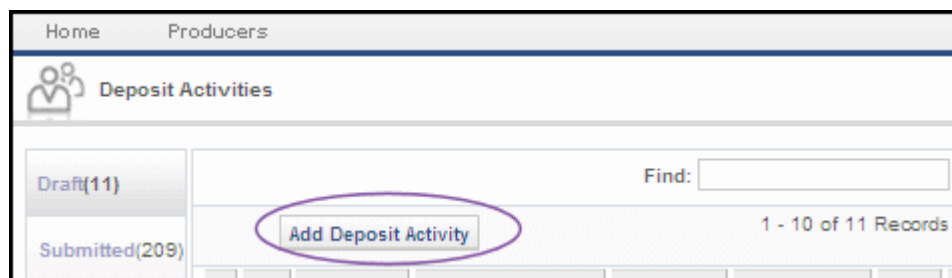 Home Producers
Deposit Activities
Draft(11)
Find:
Add Deposit Activity
1 - 10 of 11 Records
Submitted(209)